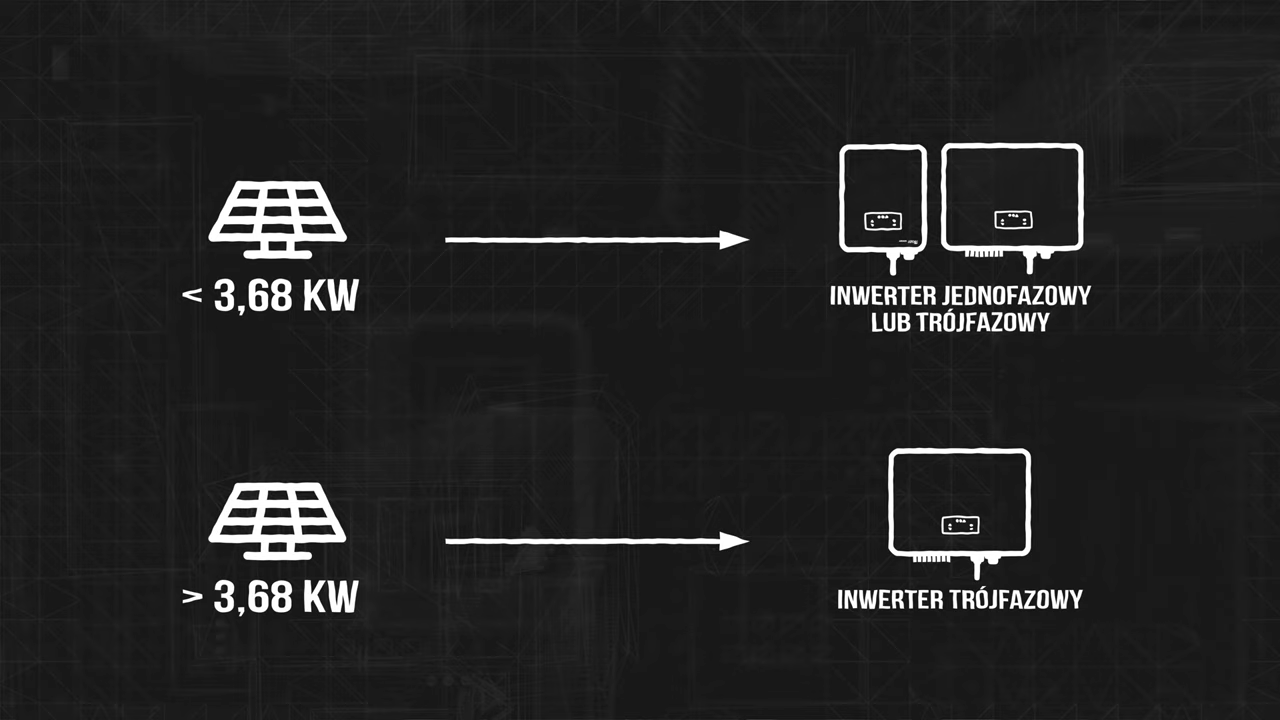 < 3,68 KW
INWERTER JEDNOFAZOWY
LUB TRÓJFAZOWY
> 3,68 KW
INWERTER TRÓJFAZOWY